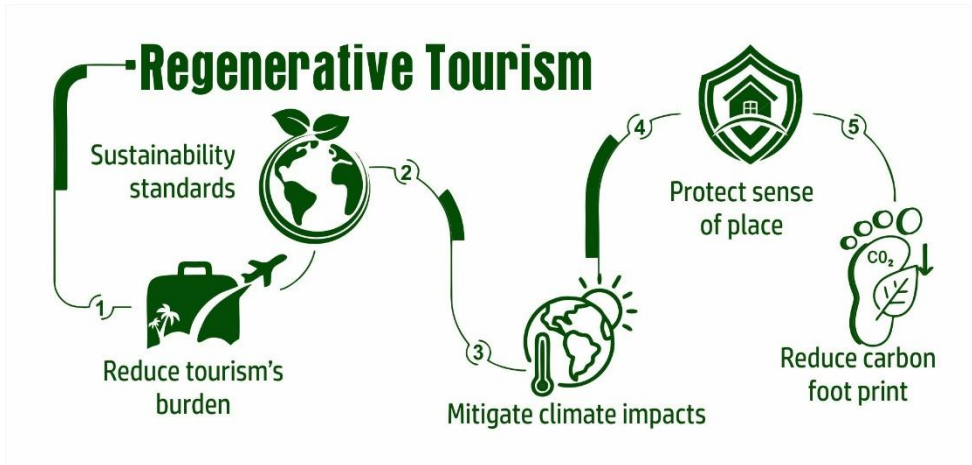 Regenerative Tourism
1
Reduce tourism's
burden
Sustainability
standards
2
3
Mitigate climate impacts
4
Protect sense
of place
5
CO₂
Reduce carbon
foot print